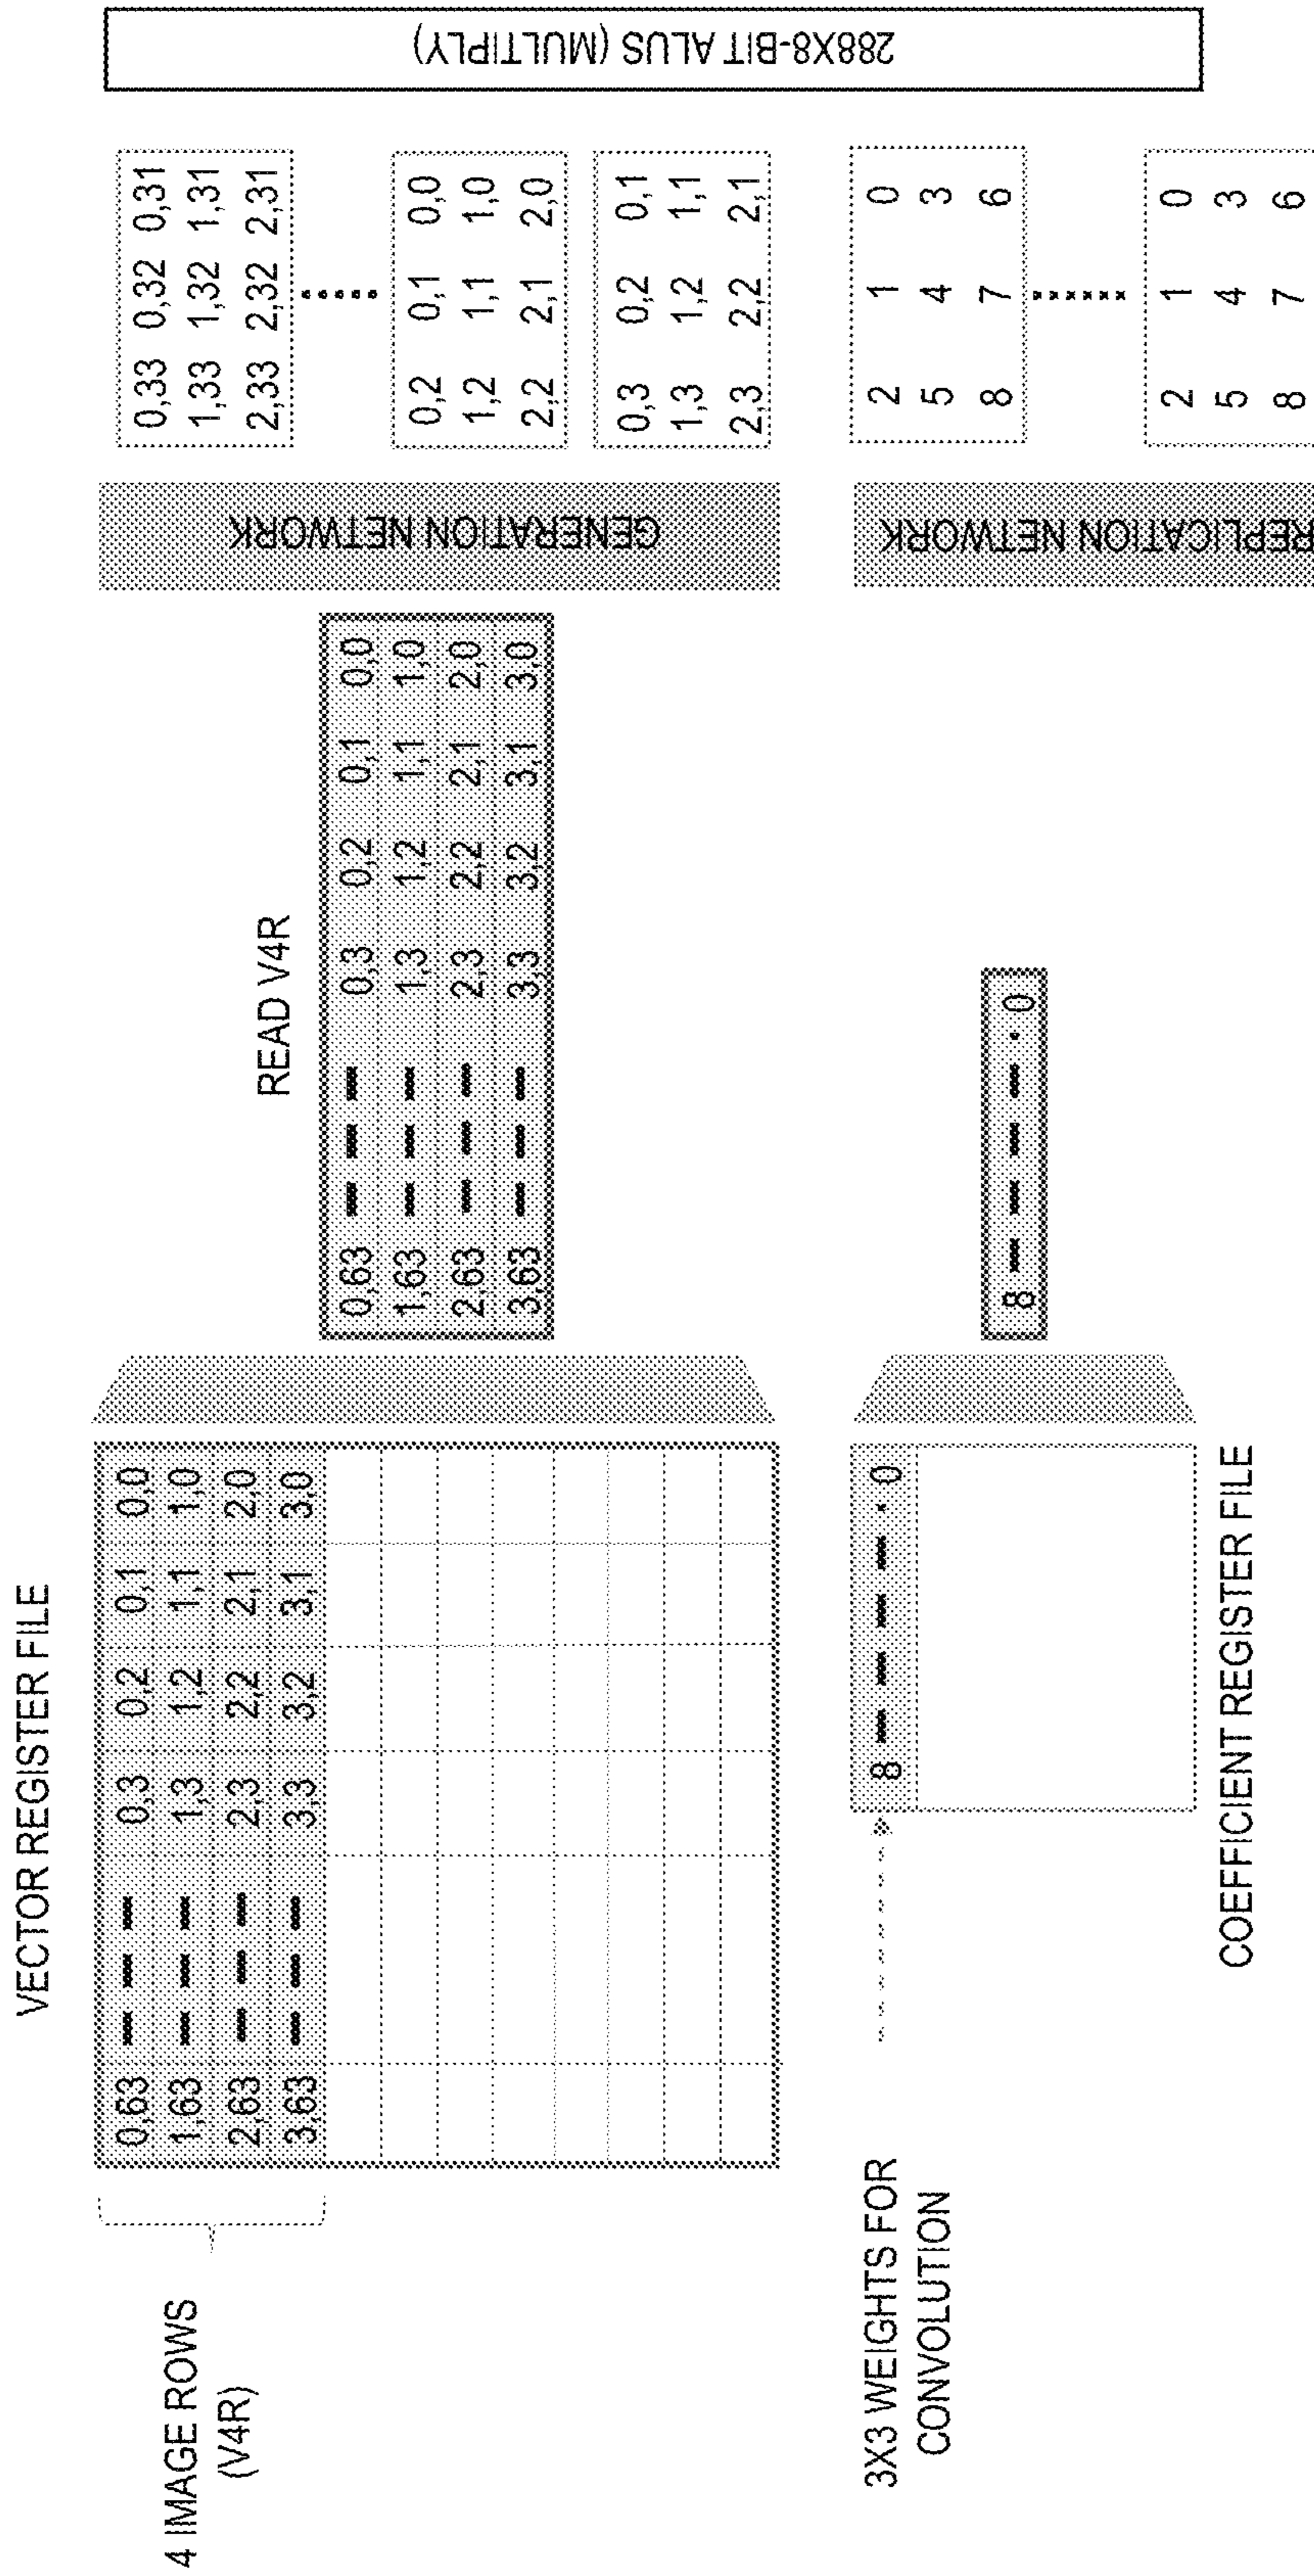 VECTOR REGISTER FILE
4 IMAGE ROWS
(V4R)
0,63 0,3 0,2 0,1 0,0
1,63 1,3 1,2 1,1 1,0
2,63 2,3 2,2 2,1 2,0
3,63 3,3 3,2 3,1 3,0
READ V4R
0,63 0,3 0,2 0,1 0,0
1,63 1,3 1,2 1,1 1,0
2,63 2,3 2,2 2,1 2,0
3,63 3,3 3,2 3,1 3,0
GENERATION NETWORK
0,33 0,32 0,31
1,33 1,32 1,31
2,33 2,32 2,31
0,2 0,1 0,0
1,2 1,1 1,0
2,2 2,1 2,0
0,3 0,2 0,1
1,3 1,2 1,1
2,3 2,2 2,1
288X8-BIT ALUS (MULTIPLY)
3X3 WEIGHTS FOR
CONVOLUTION
8 0
COEFFICIENT REGISTER FILE
8 0
REPLICATION NETWORK
2 1 0
5 4 3
8 7 6
2 1 0
5 4 3
8 7 6